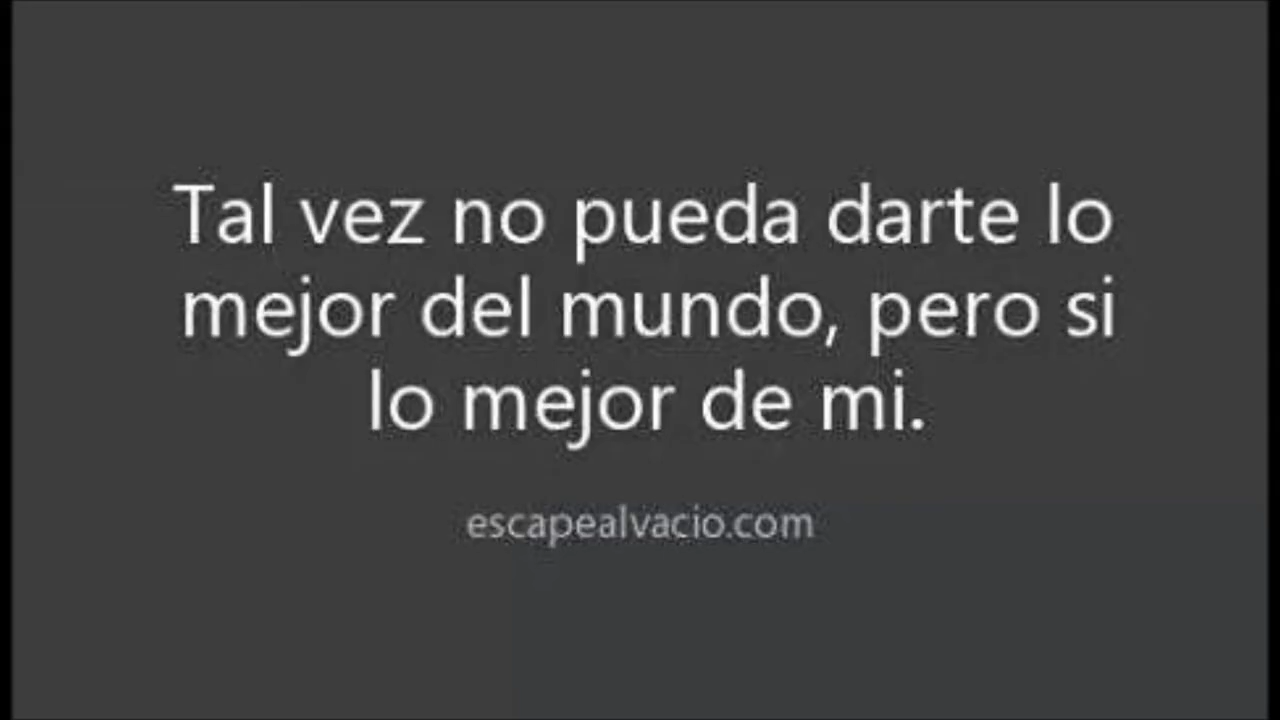 Tal vez no pueda darte lo
mejor del mundo, pero si
lo mejor de mi.
escapealvacio.com